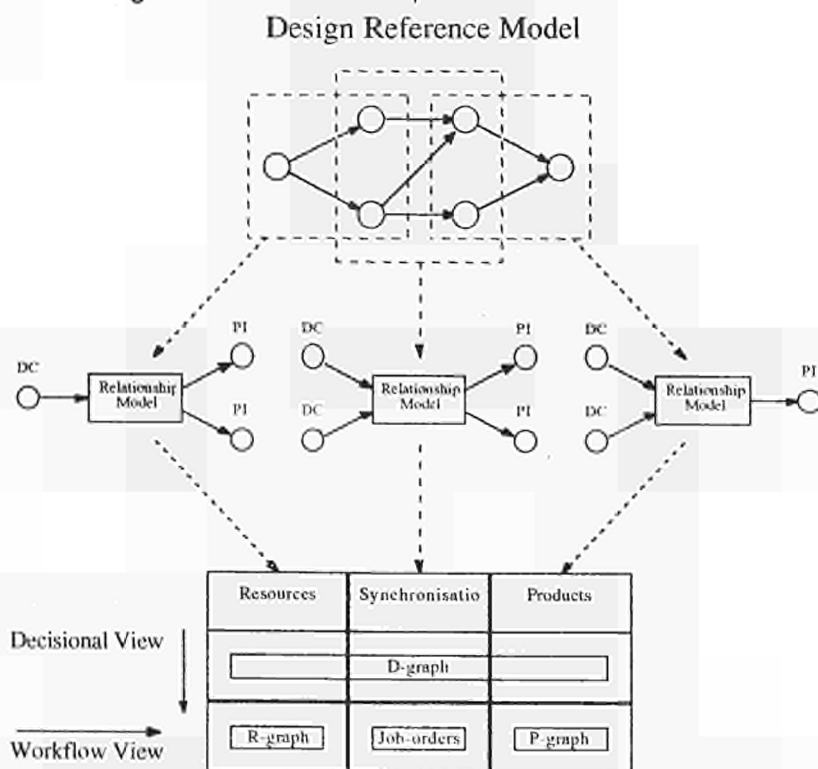 Design Reference Model
PI
DC
PI
DC
DC
PI
Relationship
Model
Relationship
Model
Relationship
Model
PI
DC
PI
DC
Resources
Synchronisatio
Products
Decisional View
D-graph
R-graph
Job-orders
P-graph
Workflow View